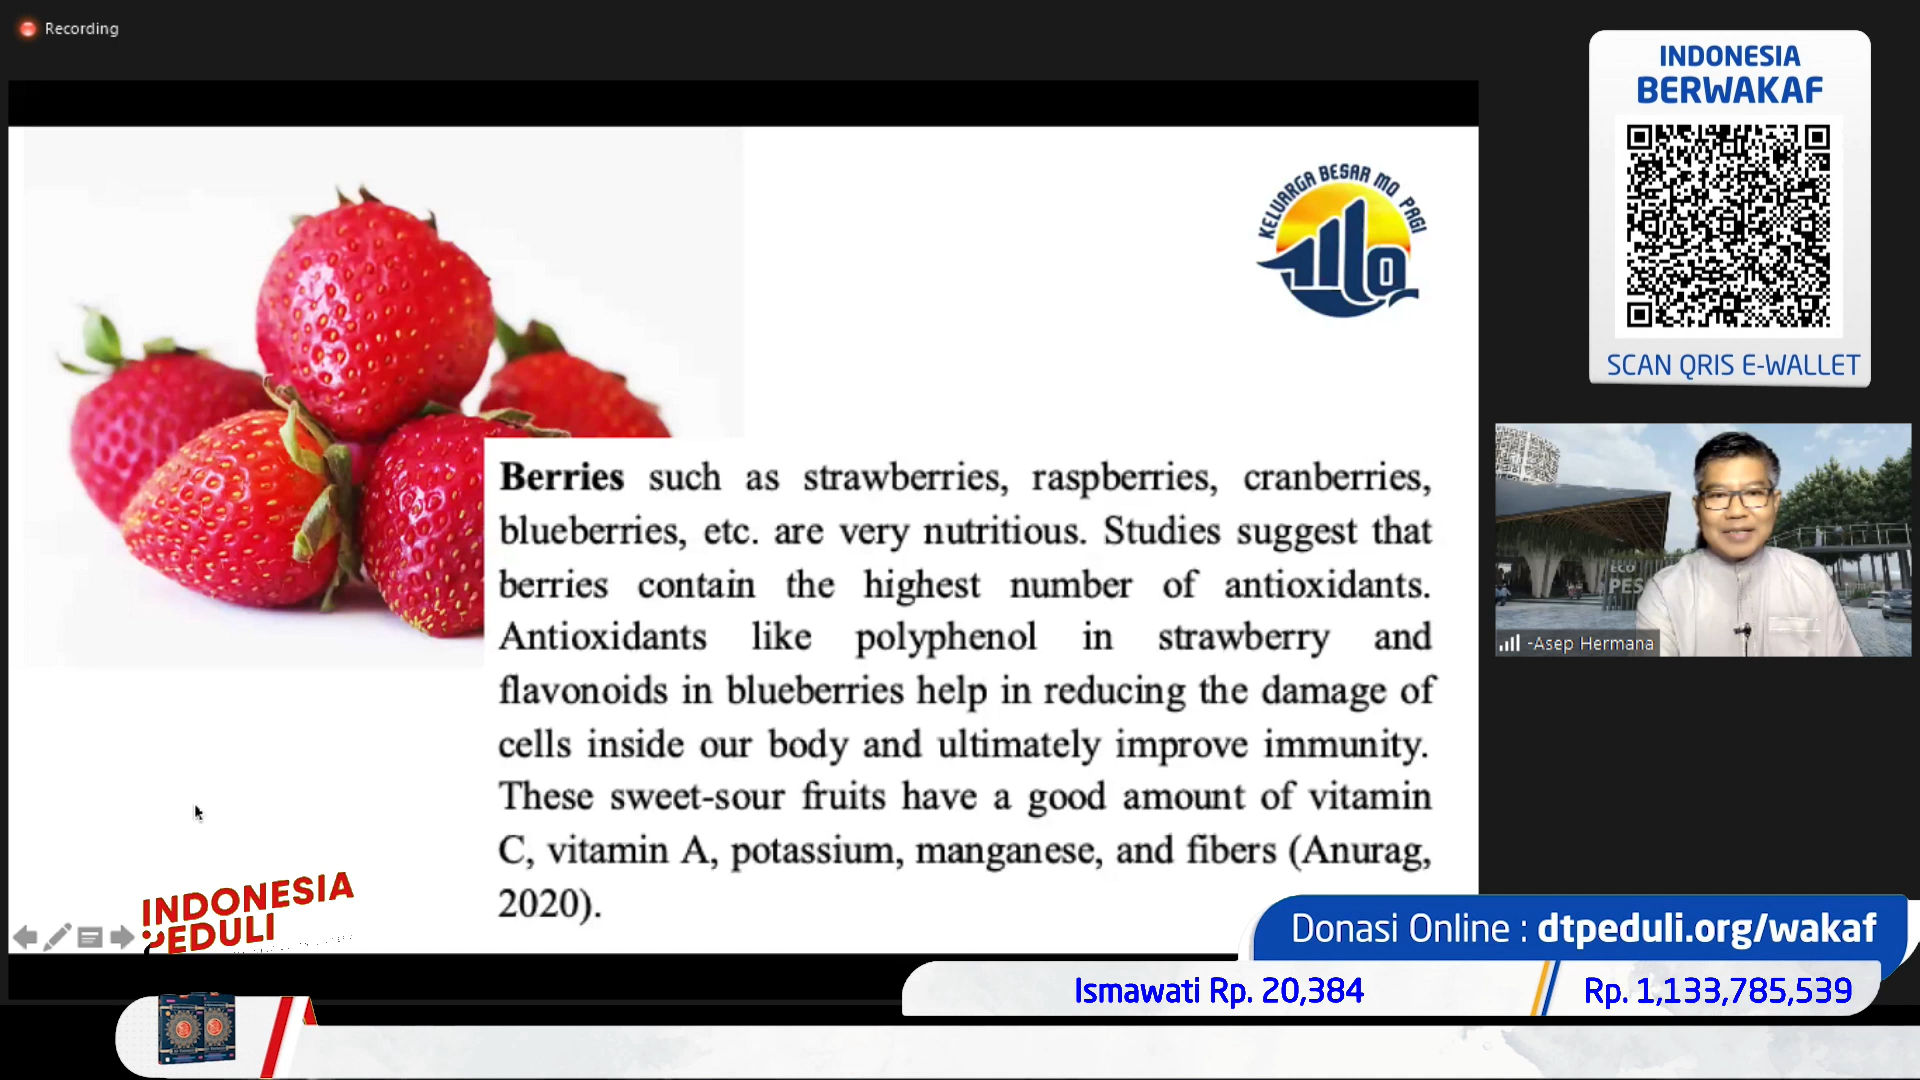 Recording
INDONESIA
BERWAKAF
SCAN QRIS E-WALLET
KELUARGA BESAR MQ PAGI
MQ
Berries such as strawberries, raspberries, cranberries,
blueberries, etc. are very nutritious. Studies suggest that
berries contain the highest number of antioxidants.
Antioxidants like polyphenol in strawberry and
flavonoids in blueberries help in reducing the damage of
cells inside our body and ultimately improve immunity.
These sweet-sour fruits have a good amount of vitamin
C, vitamin A, potassium, manganese, and fibers (Anurag,
2020).
ECO
PES
-Asep Hermana
INDONESIA
PEDULI
Donasi Online : dtpeduli.org/wakaf
Ismawati Rp. 20,384
Rp. 1,133,785,539